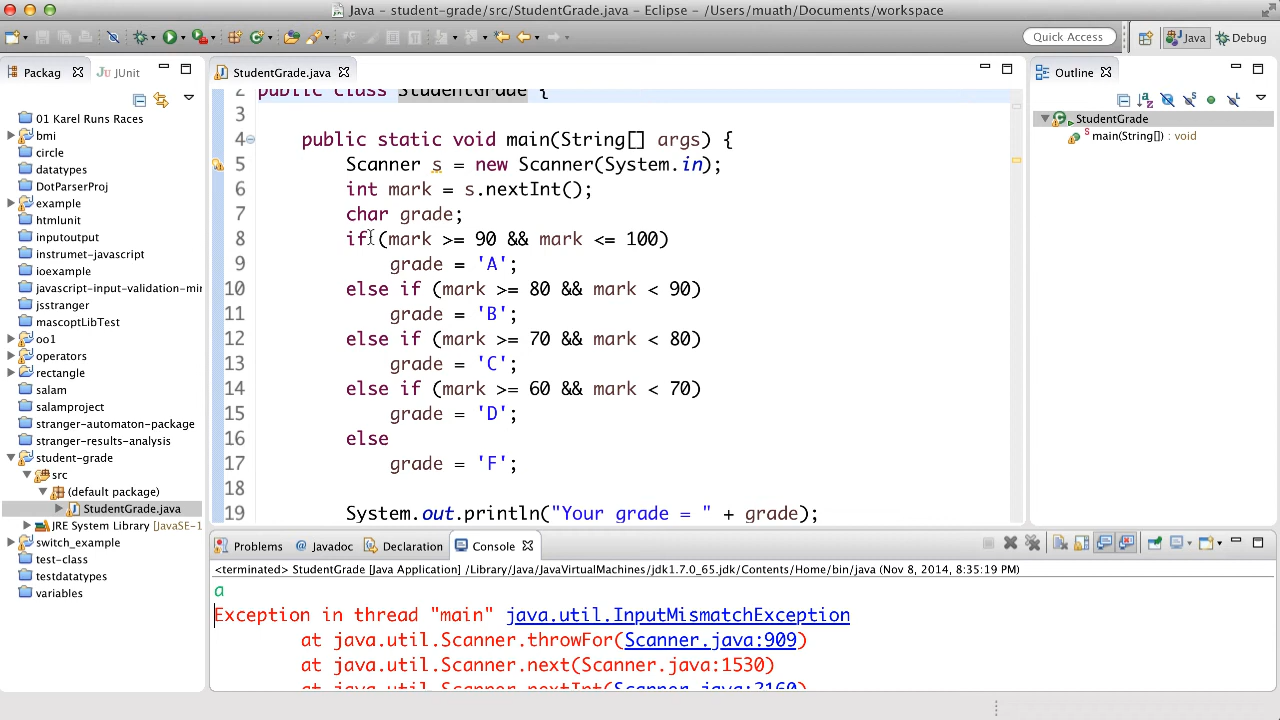 Java - student-grade/src/StudentGrade.java - Eclipse - /Users/muath/Documents/workspace
Quick Access
Java
Debug
Packag
JUnit
StudentGrade.java
Outline
01 Karel Runs Races
bmi
circle
datatypes
DotParserProj
example
htmlunit
inputoutput
instrumet-javascript
ioexample
javascript-input-validation-mi
jsstranger
mascoptLibTest
oo1
operators
rectangle
salam
salamproject
stranger-automaton-package
stranger-results-analysis
student-grade
src
(default package)
StudentGrade.java
JRE System Library [JavaSE-1
switch_example
test-class
testdatatypes
variables
2 public class StudentGrade {
3
4 public static void main(String[] args) {
5 Scanner s = new Scanner(System.in);
6 int mark = s.nextInt();
7 char grade;
8 if (mark >= 90 && mark <= 100)
9 grade = 'A';
10 else if (mark >= 80 && mark < 90)
11 grade = 'B';
12 else if (mark >= 70 && mark < 80)
13 grade = 'C';
14 else if (mark >= 60 && mark < 70)
15 grade = 'D';
16 else
17 grade = 'F';
18
19 System.out.println("Your grade = " + grade);
StudentGrade
main(String[]) : void
Problems
Javadoc
Declaration
Console
<terminated> StudentGrade [Java Application] /Library/Java/JavaVirtualMachines/jdk1.7.0_65.jdk/Contents/Home/bin/java (Nov 8, 2014, 8:35:19 PM)
a
Exception in thread "main" java.util.InputMismatchException
at java.util.Scanner.throwFor(Scanner.java:909)
at java.util.Scanner.next(Scanner.java:1530)
at java.util.Scanner.nextInt(Scanner.java:2160)